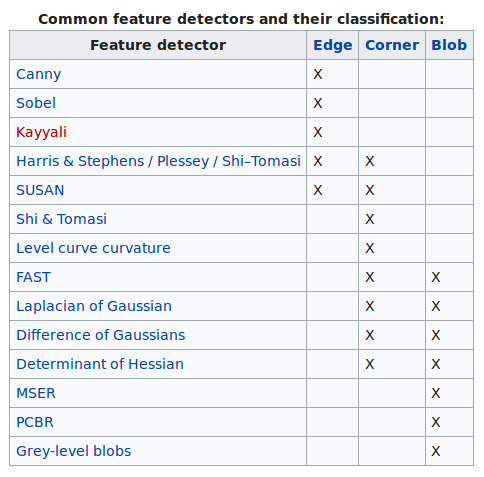 Common feature detectors and their classification:
Feature detector Edge Corner Blob
Canny X
Sobel X
Kayyali X
Harris & Stephens / Plessey / Shi–Tomasi X X
SUSAN X X
Shi & Tomasi X
Level curve curvature X
FAST X X
Laplacian of Gaussian X X
Difference of Gaussians X X
Determinant of Hessian X X
MSER X
PCBR X
Grey-level blobs X